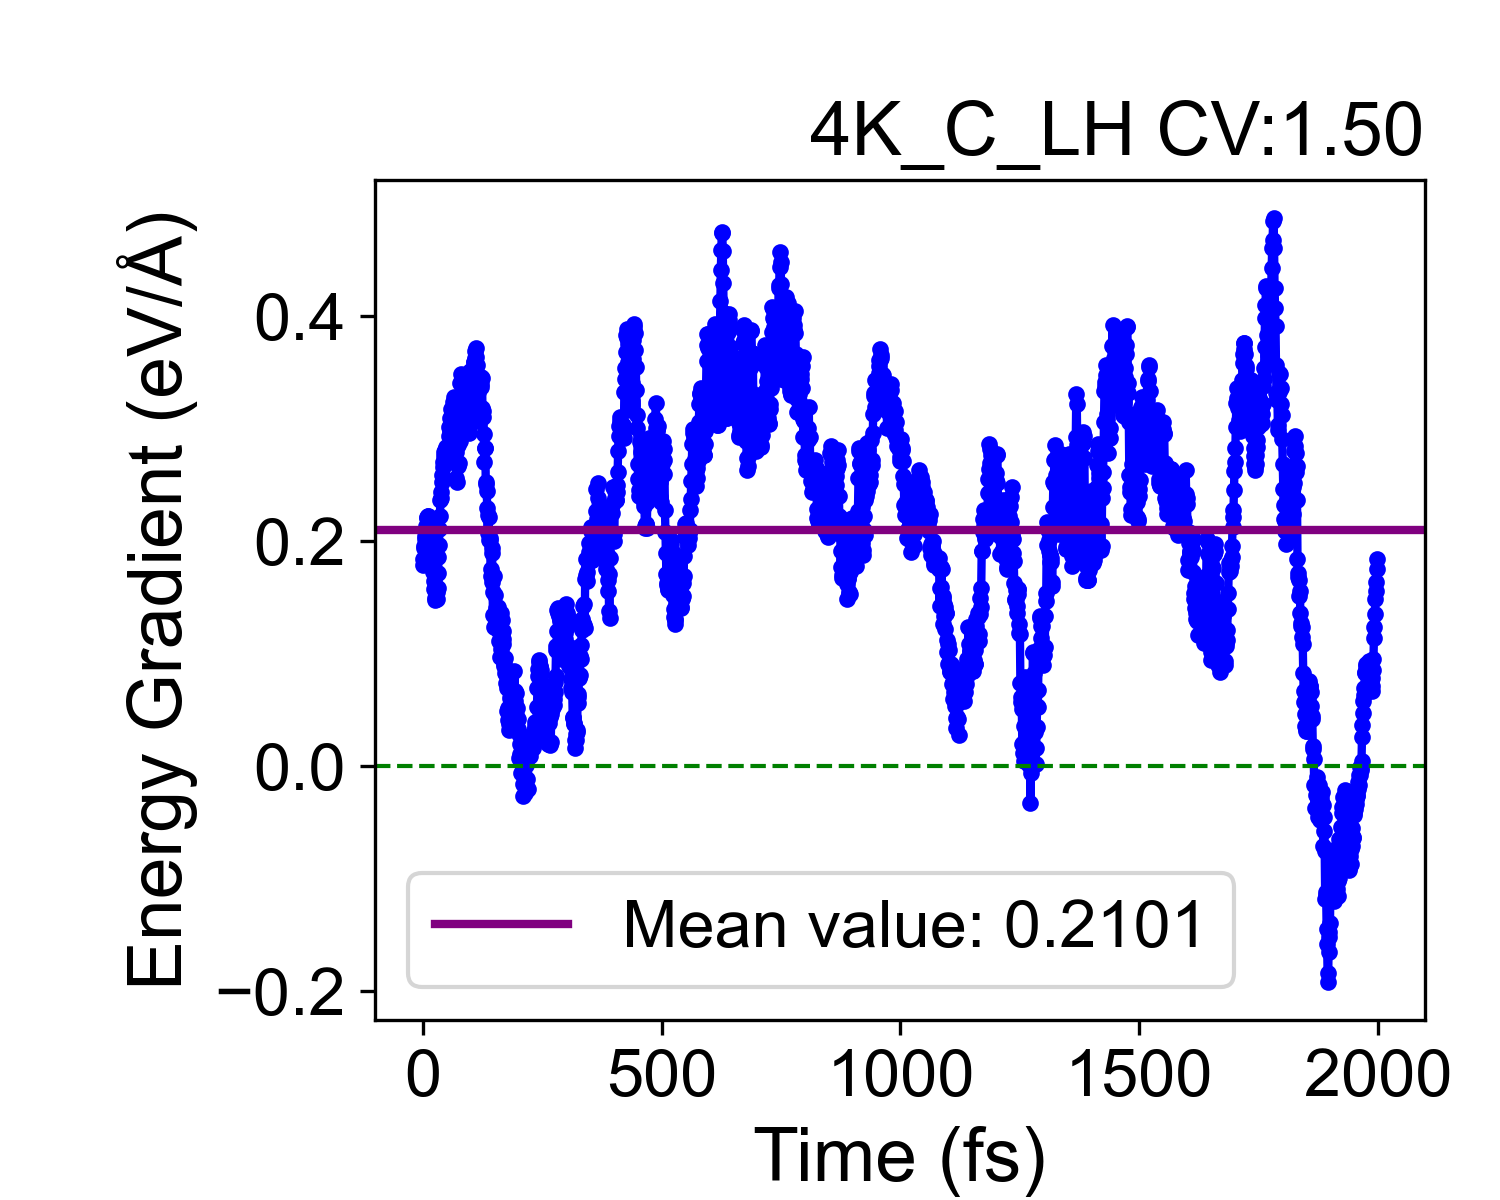 4K_C_LH CV:1.50
Energy Gradient (eV/Å)
0.4
0.2
0.0
−0.2
Mean value: 0.2101
0 500 1000 1500 2000
Time (fs)